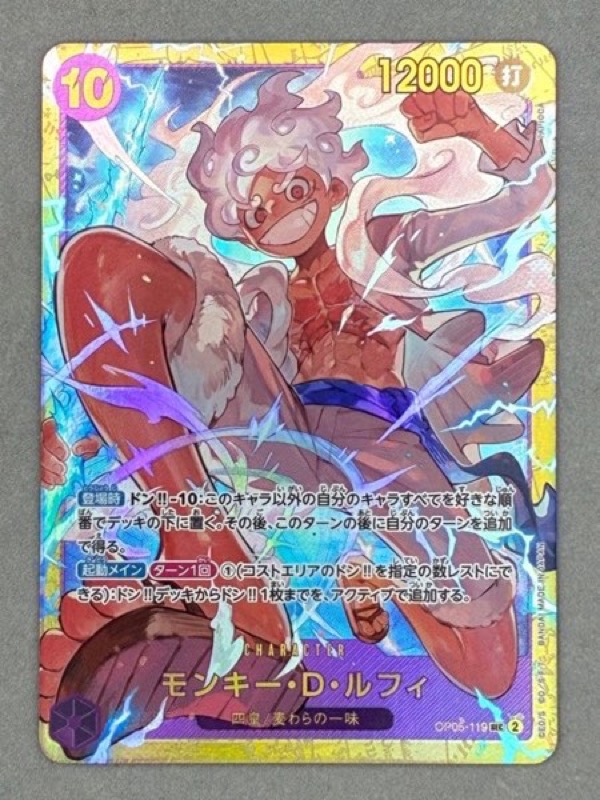 10 12000 打
登場時 ドン!!-10:このキャラ以外の自分のキャラすべてを好きな順
番でデッキの下に置く。その後、このターンの後に自分のターンを追加
で得る。
起動メイン ターン1回 ①(コストエリアのドン!!を指定の数レストにで
きる):ドン!!デッキからドン!!1枚までを、アクティブで追加する。
CHARACTER
モンキー・D・ルフィ
四皇/麦わらの一味
OP05-119 SEC 2
BANDAI MADE IN JAPAN